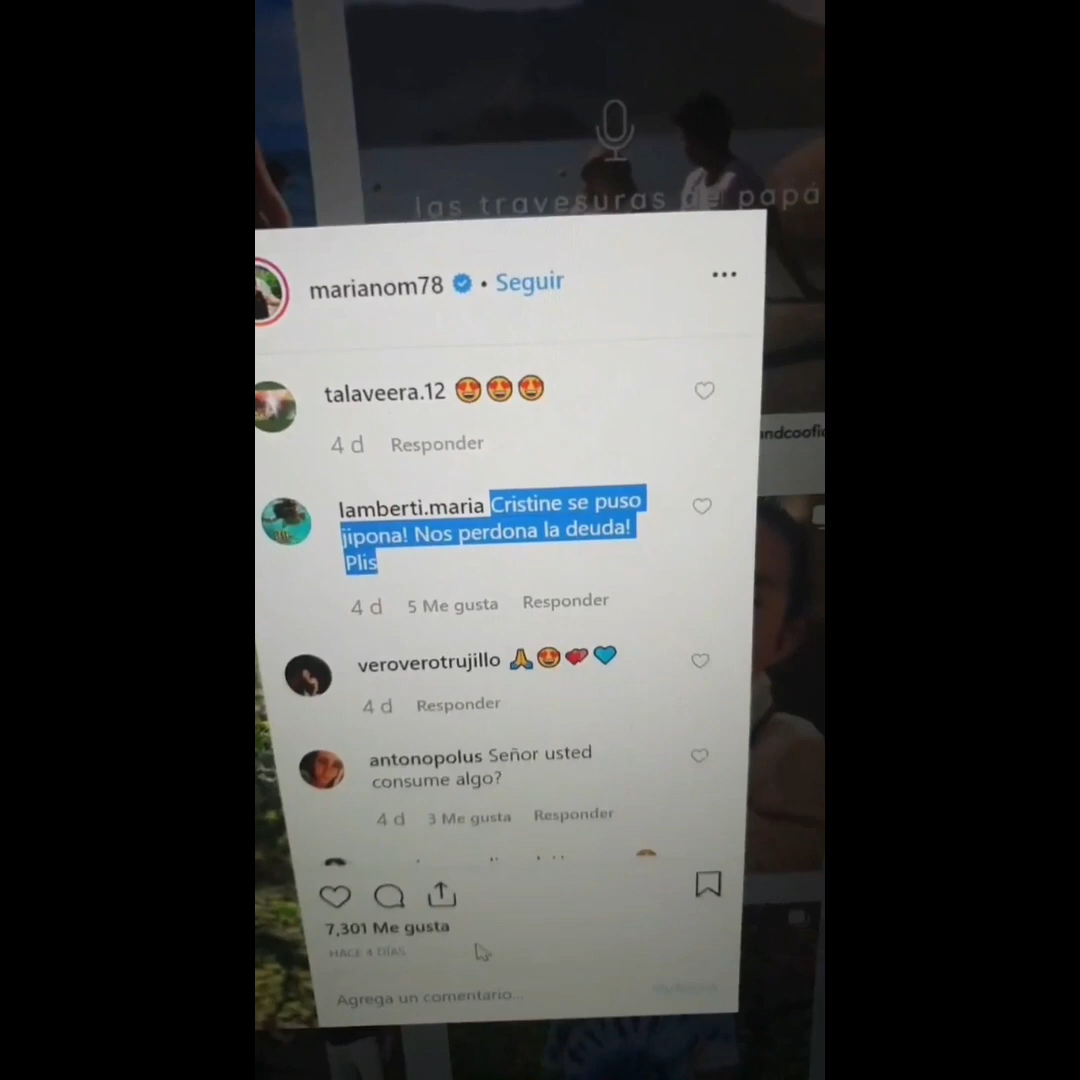 las travesuras de papá
marianom78 • Seguir
talaveera.12 😍😍😍
4 d Responder
ndcoofi
lamberti.maria Cristine se puso
jipona! Nos perdona la deuda!
Plis
4 d 5 Me gusta Responder
veroverotrujillo 🙏😍💞💙
4 d Responder
antonopolus Señor usted
consume algo?
4 d 3 Me gusta Responder
7,301 Me gusta
HACE 4 DÍAS
Agrega un comentario...